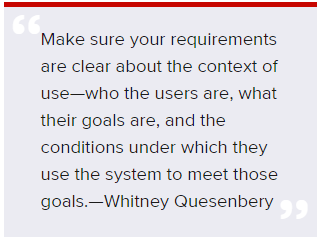 “
Make sure your requirements
are clear about the context of
use—who the users are, what
their goals are, and the
conditions under which they
use the system to meet those
goals.—Whitney Quesenbery
”